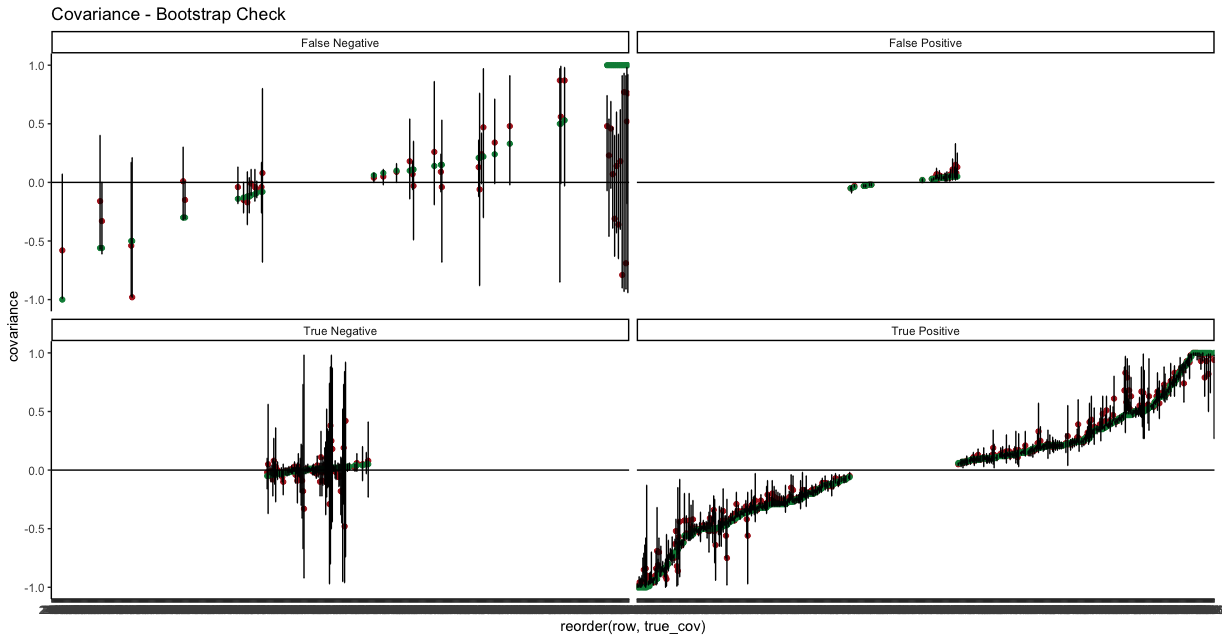 Covariance - Bootstrap Check
False Negative
False Positive
1.0
0.5
0.0
-0.5
-1.0
True Negative
True Positive
1.0
0.5
0.0
-0.5
-1.0
covariance
reorder(row, true_cov)